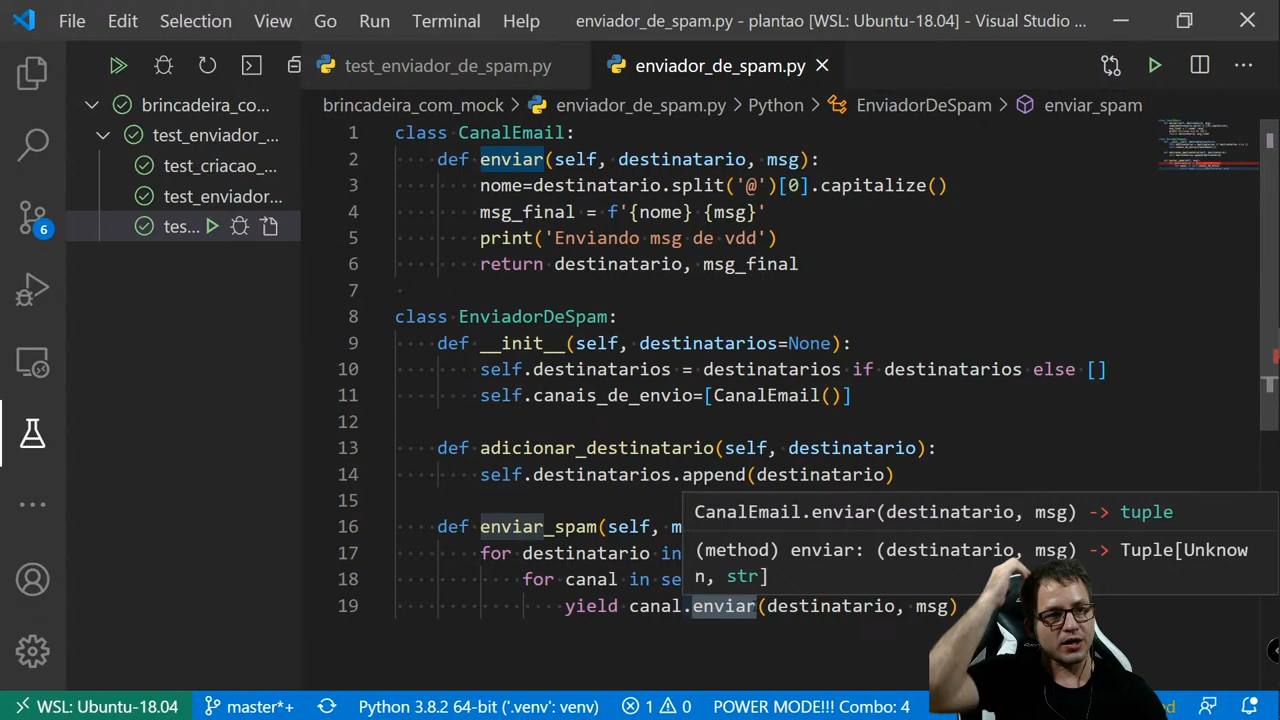 File Edit Selection View Go Run Terminal Help enviador_de_spam.py - plantao [WSL: Ubuntu-18.04] - Visual Studio ...
test_enviador_de_spam.py enviador_de_spam.py
brincadeira_co...
test_enviador_...
test_criacao_...
test_enviador...
tes...
6
brincadeira_com_mock > enviador_de_spam.py > Python > EnviadorDeSpam > enviar_spam
1 class CanalEmail:
2 def enviar(self, destinatario, msg):
3 nome=destinatario.split('@')[0].capitalize()
4 msg_final = f'{nome} {msg}'
5 print('Enviando msg de vdd')
6 return destinatario, msg_final
7
8 class EnviadorDeSpam:
9 def __init__(self, destinatarios=None):
10 self.destinatarios = destinatarios if destinatarios else []
11 self.canais_de_envio=[CanalEmail()]
12
13 def adicionar_destinatario(self, destinatario):
14 self.destinatarios.append(destinatario)
15
16 def enviar_spam(self, m
17 for destinatario in
18 for canal in se
19 yield canal.enviar(destinatario, msg)
CanalEmail.enviar(destinatario, msg) -> tuple
(method) enviar: (destinatario, msg) -> Tuple[Unknow
n, str]
WSL: Ubuntu-18.04 master*+ Python 3.8.2 64-bit ('.venv': venv) 1 0 POWER MODE!!! Combo: 4